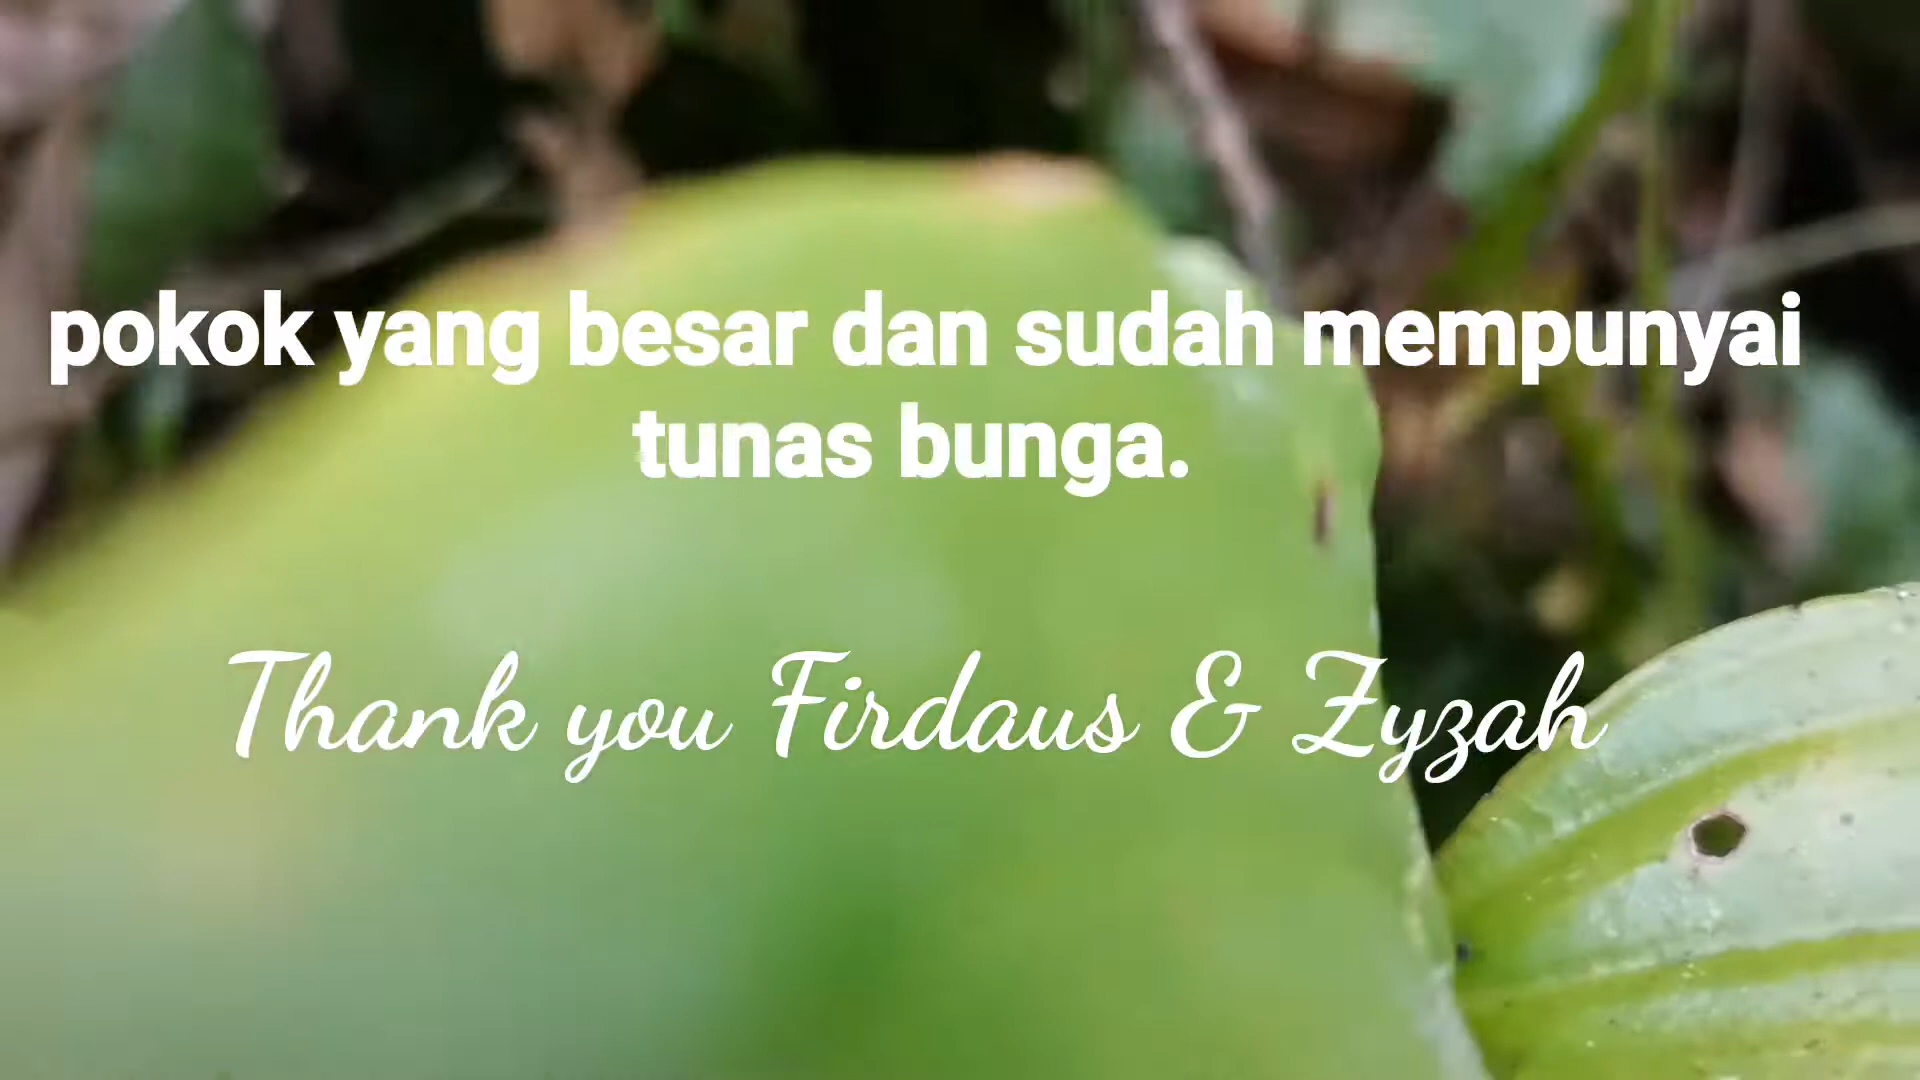 pokok yang besar dan sudah mempunyai
tunas bunga.
Thank you Firdaus & Zyzah